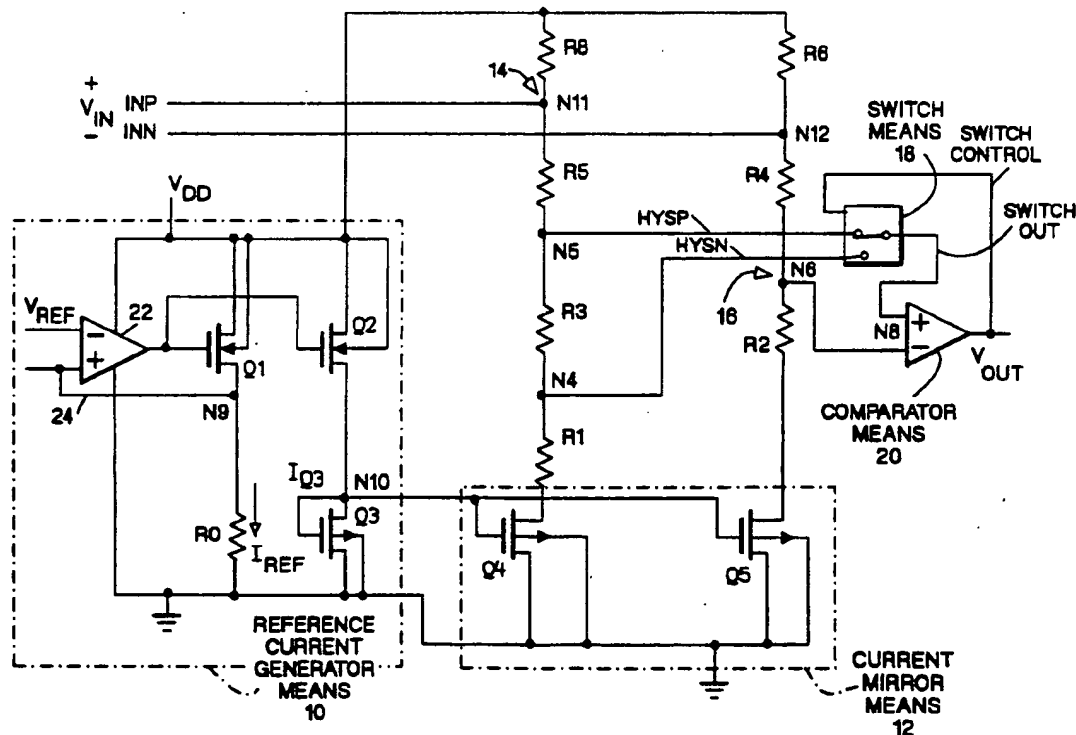 R8
R6
14
+
V_IN
INP
N11
–
INN
N12
SWITCH
MEANS
18
SWITCH
CONTROL
R5
R4
V_DD
HYSP
HYSN
SWITCH
OUT
N5
N6
16
V_REF
22
–
+
Q1
Q2
R3
R2
N8
+
–
V_OUT
24
N9
N4
COMPARATOR
MEANS
20
R1
I_Q3
N10
Q3
R0
I_REF
Q4
Q5
REFERENCE
CURRENT
GENERATOR
MEANS
10
CURRENT
MIRROR
MEANS
12